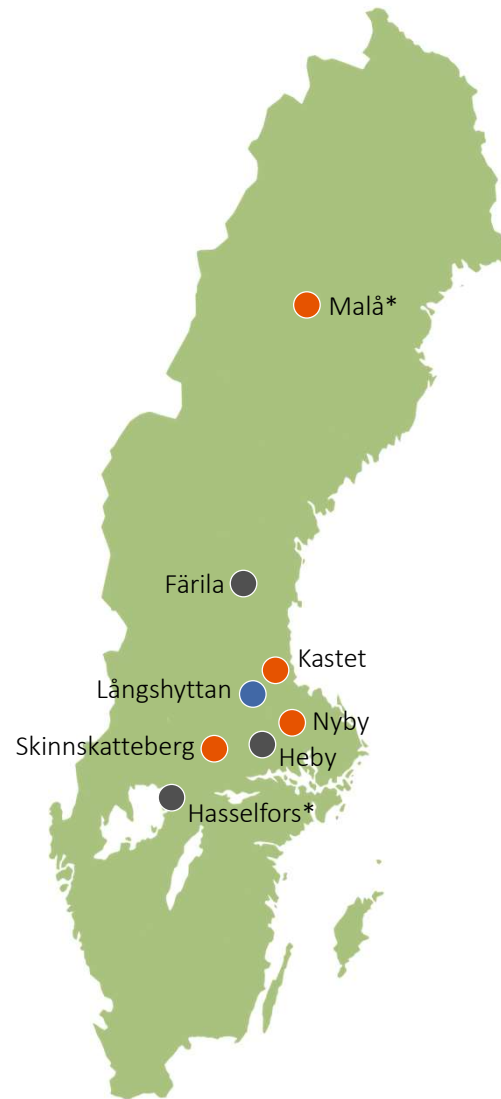 Malå*
Färila
Kastet
Långshyttan
Nyby
Skinnskatteberg
Heby
Hasselfors*